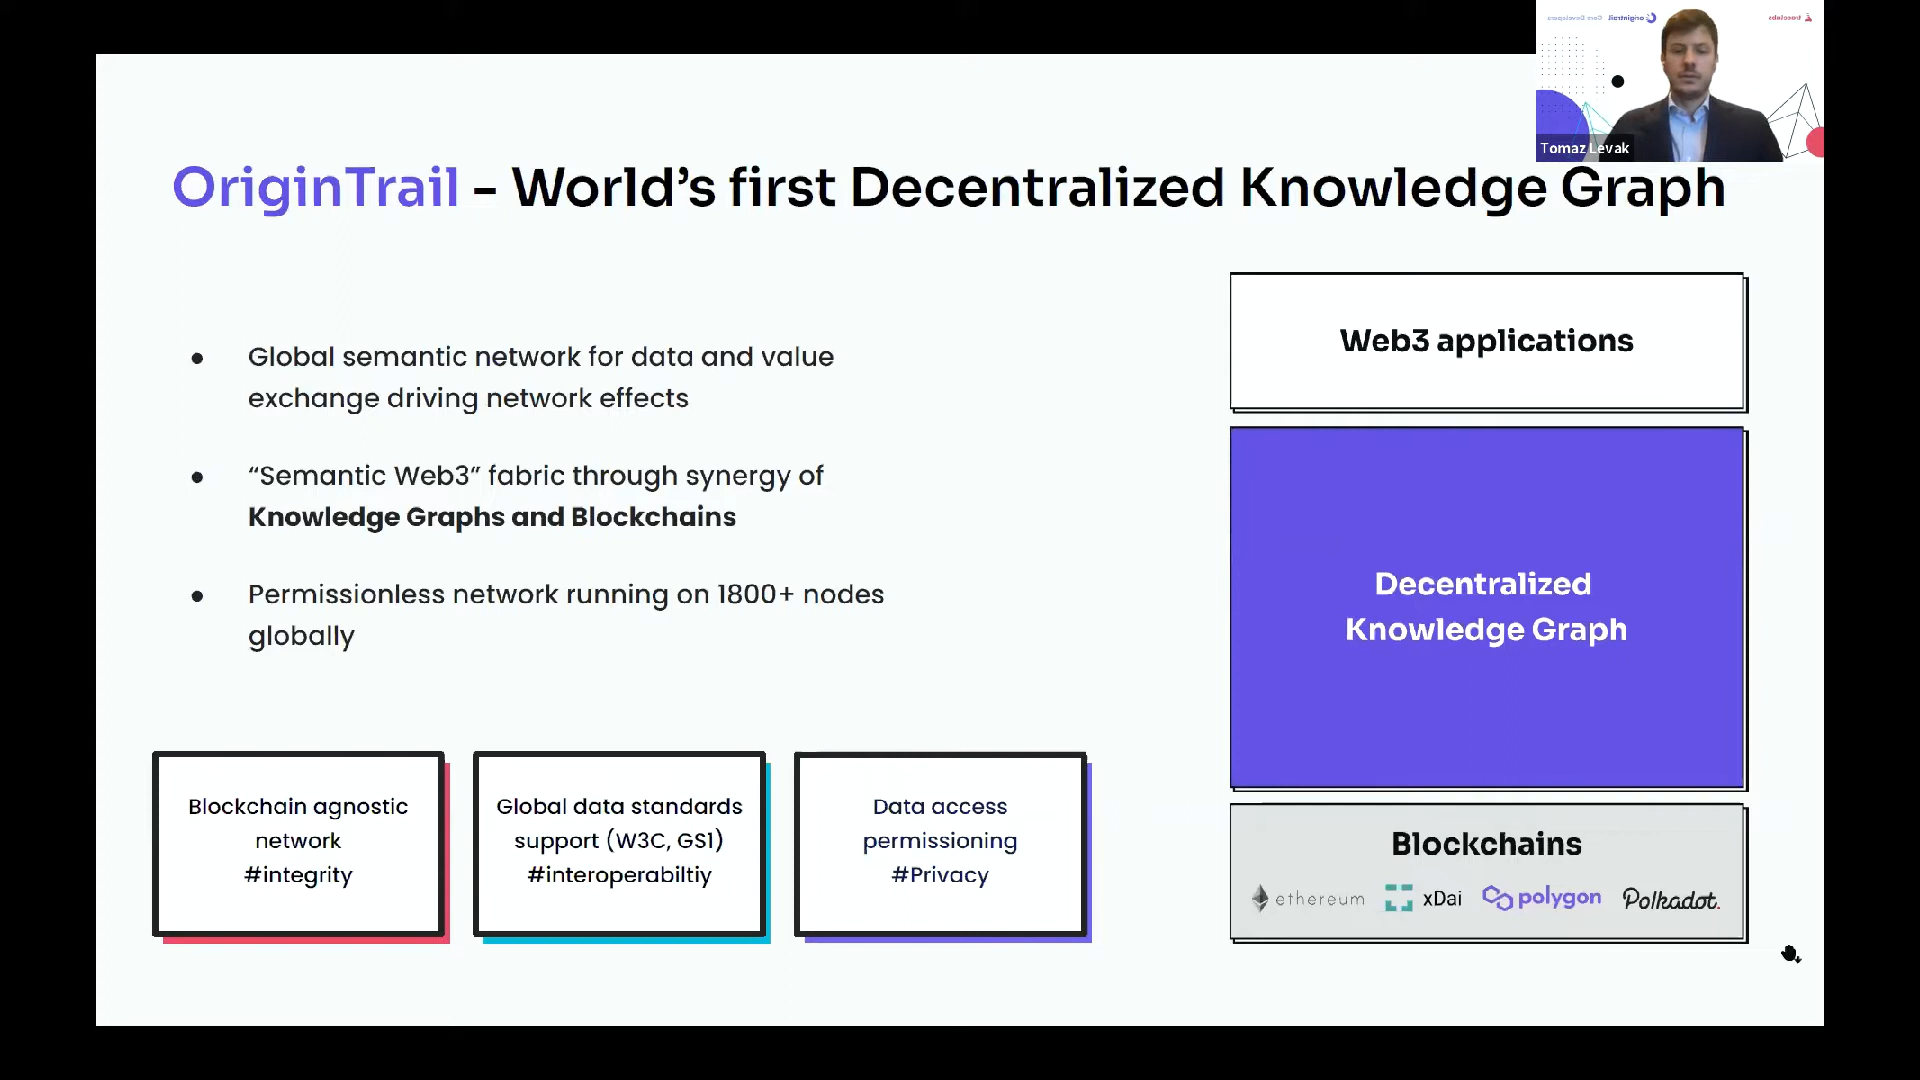 Tomaz Levak
OriginTrail - World's first Decentralized Knowledge Graph
● Global semantic network for data and value
exchange driving network effects
● “Semantic Web3” fabric through synergy of
Knowledge Graphs and Blockchains
● Permissionless network running on 1800+ nodes
globally
Blockchain agnostic
network
#integrity
Global data standards
support (W3C, GS1)
#interoperabiltiy
Data access
permissioning
#Privacy
Web3 applications
Decentralized
Knowledge Graph
Blockchains
ethereum xDai polygon Polkadot.